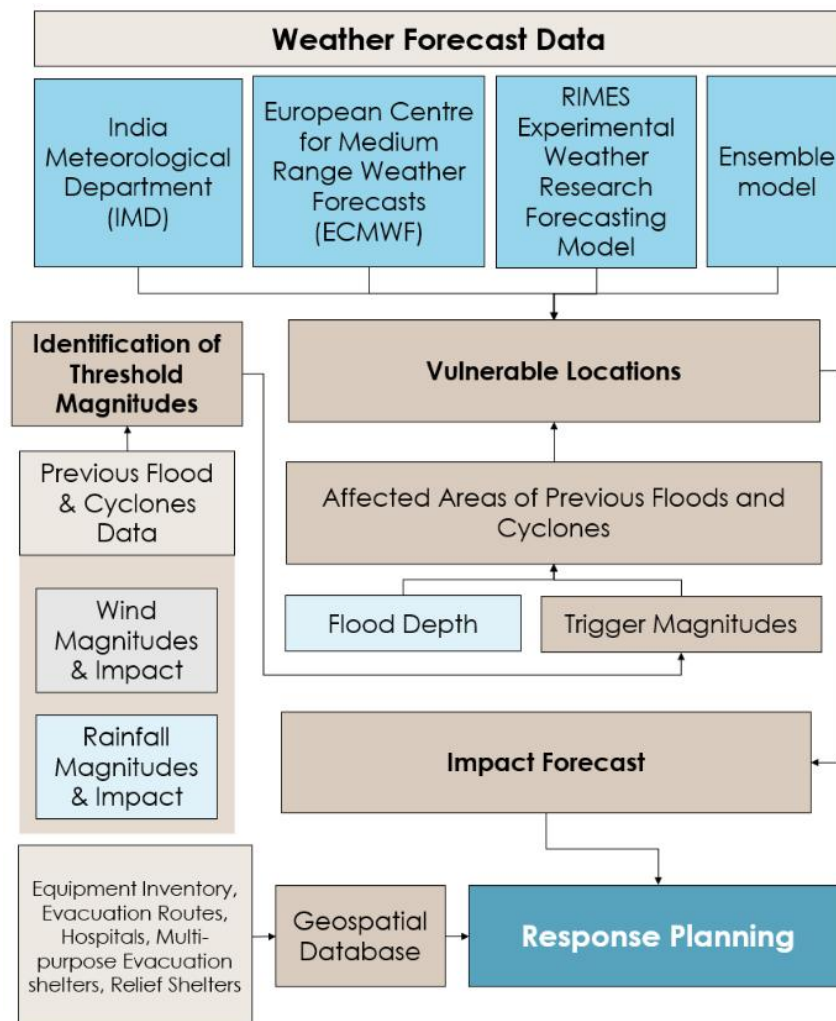 Weather Forecast Data
India
Meteorological
Department
(IMD)
European Centre
for Medium
Range Weather
Forecasts
(ECMWF)
RIMES
Experimental
Weather
Research
Forecasting
Model
Ensemble
model
Identification of
Threshold
Magnitudes
Vulnerable Locations
Previous Flood
& Cyclones
Data
Affected Areas of Previous Floods and
Cyclones
Wind
Magnitudes
& Impact
Flood Depth
Trigger Magnitudes
Rainfall
Magnitudes
& Impact
Impact Forecast
Equipment Inventory,
Evacuation Routes,
Hospitals, Multi-
purpose Evacuation
shelters, Relief Shelters
Geospatial
Database
Response Planning